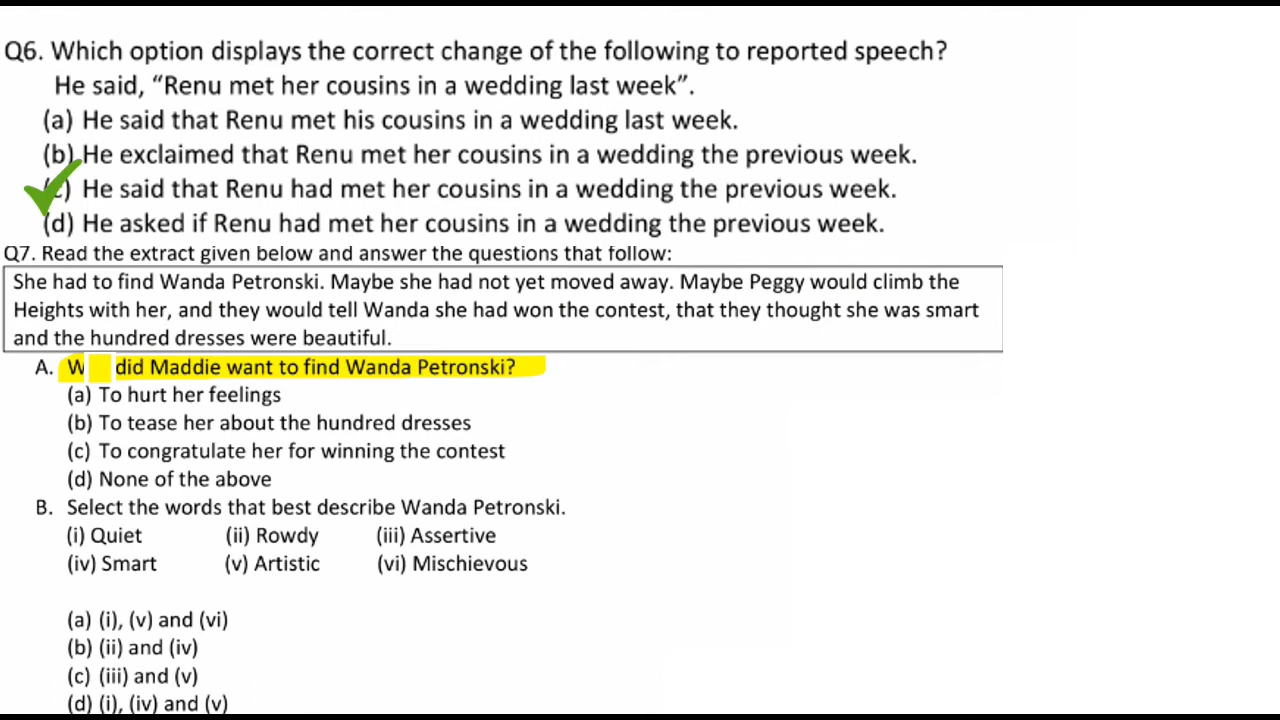 Q6. Which option displays the correct change of the following to reported speech?
He said, “Renu met her cousins in a wedding last week”.
(a) He said that Renu met his cousins in a wedding last week.
(b) He exclaimed that Renu met her cousins in a wedding the previous week.
(c) He said that Renu had met her cousins in a wedding the previous week.
(d) He asked if Renu had met her cousins in a wedding the previous week.
Q7. Read the extract given below and answer the questions that follow:
She had to find Wanda Petronski. Maybe she had not yet moved away. Maybe Peggy would climb the
Heights with her, and they would tell Wanda she had won the contest, that they thought she was smart
and the hundred dresses were beautiful.
A. W did Maddie want to find Wanda Petronski?
(a) To hurt her feelings
(b) To tease her about the hundred dresses
(c) To congratulate her for winning the contest
(d) None of the above
B. Select the words that best describe Wanda Petronski.
(i) Quiet (ii) Rowdy (iii) Assertive
(iv) Smart (v) Artistic (vi) Mischievous
(a) (i), (v) and (vi)
(b) (ii) and (iv)
(c) (iii) and (v)
(d) (i), (iv) and (v)